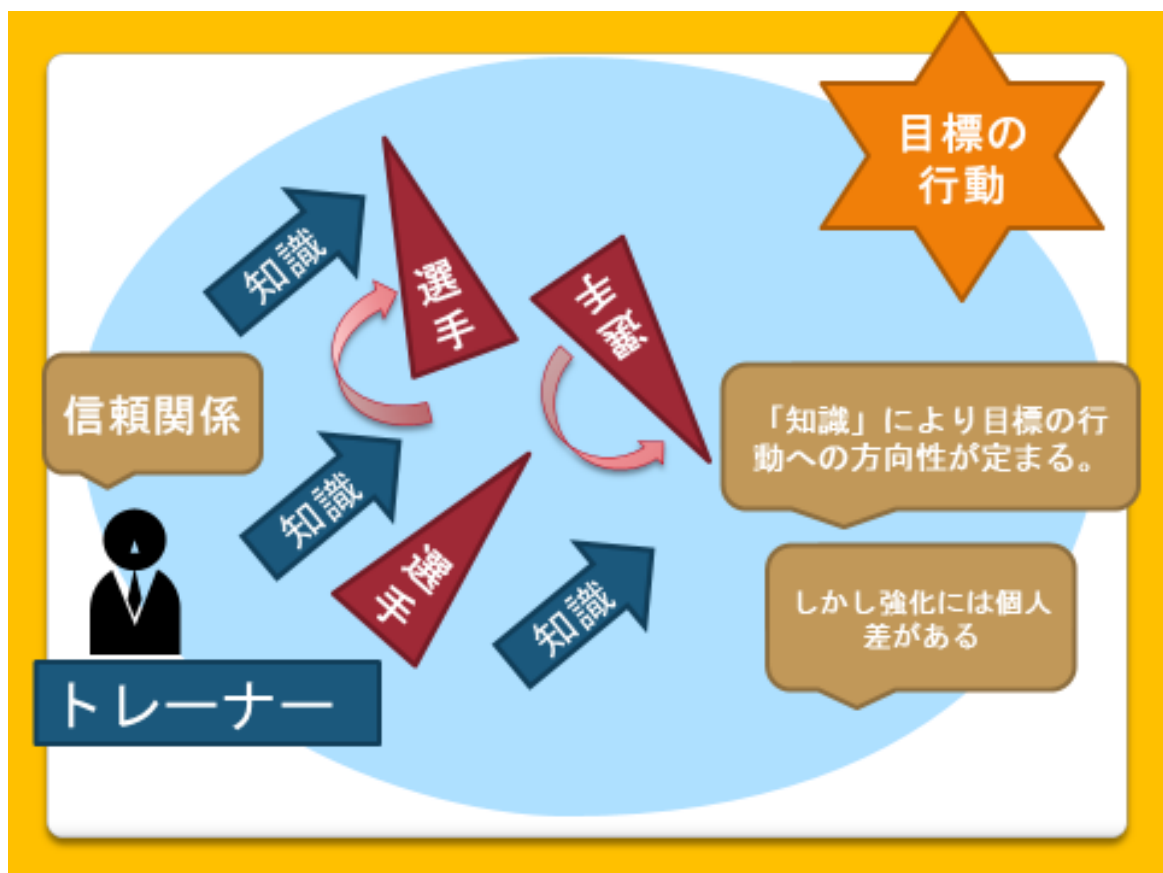 目標の
行動
知識
選手
選手
信頼関係
「知識」により目標の行
動への方向性が定まる。
知識
選手
知識
しかし強化には個人
差がある
トレーナー